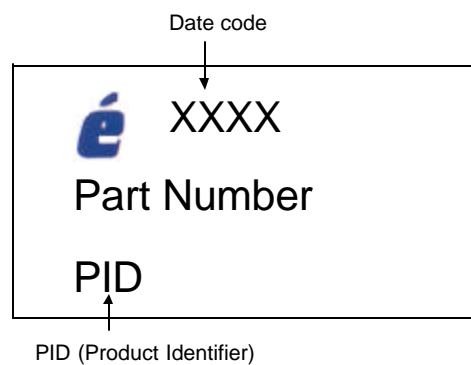 Date code
é XXXX
Part Number
PID
PID (Product Identifier)